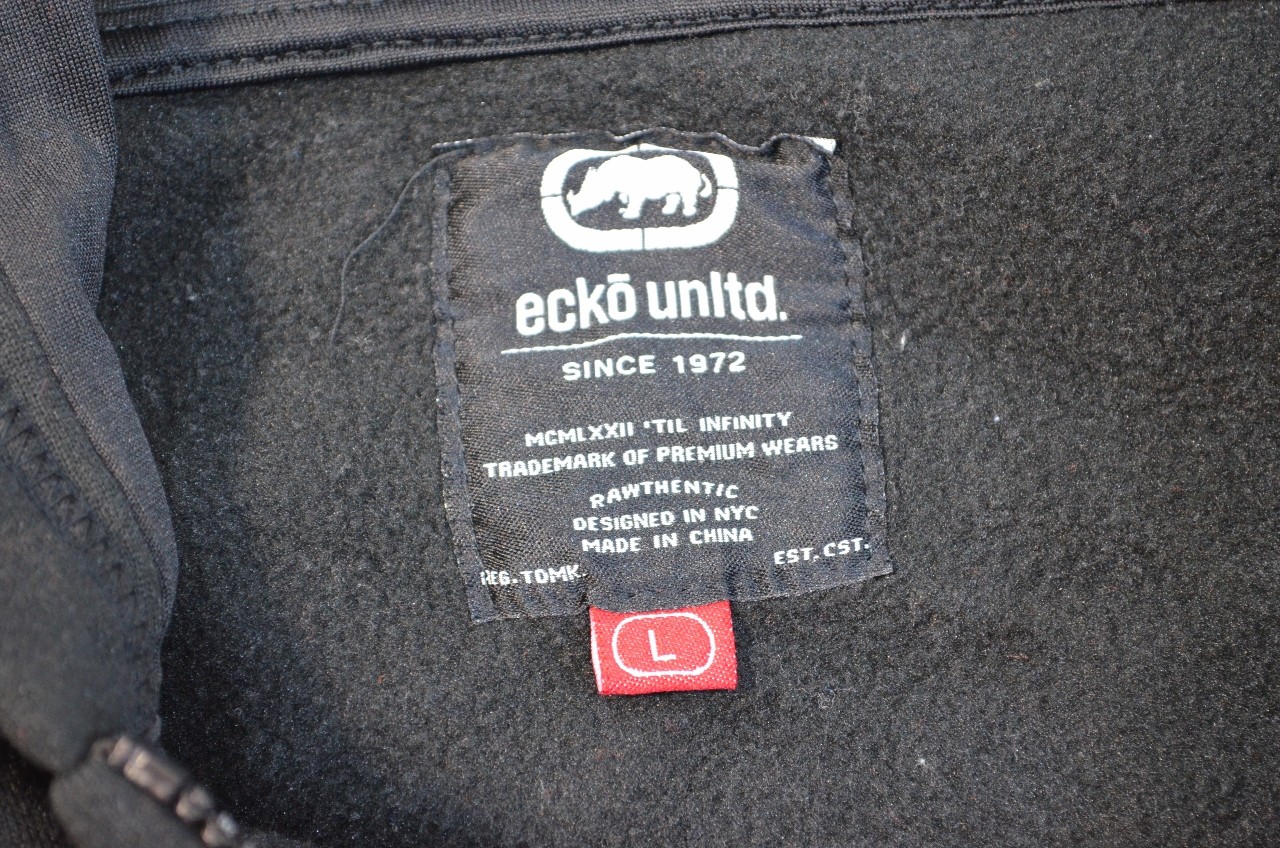 eckō unltd.
SINCE 1972
MCMLXXII 'TIL INFINITY
TRADEMARK OF PREMIUM WEARS
RAWTHENTIC
DESIGNED IN NYC
MADE IN CHINA
REG. TDMK. EST. CST.
L